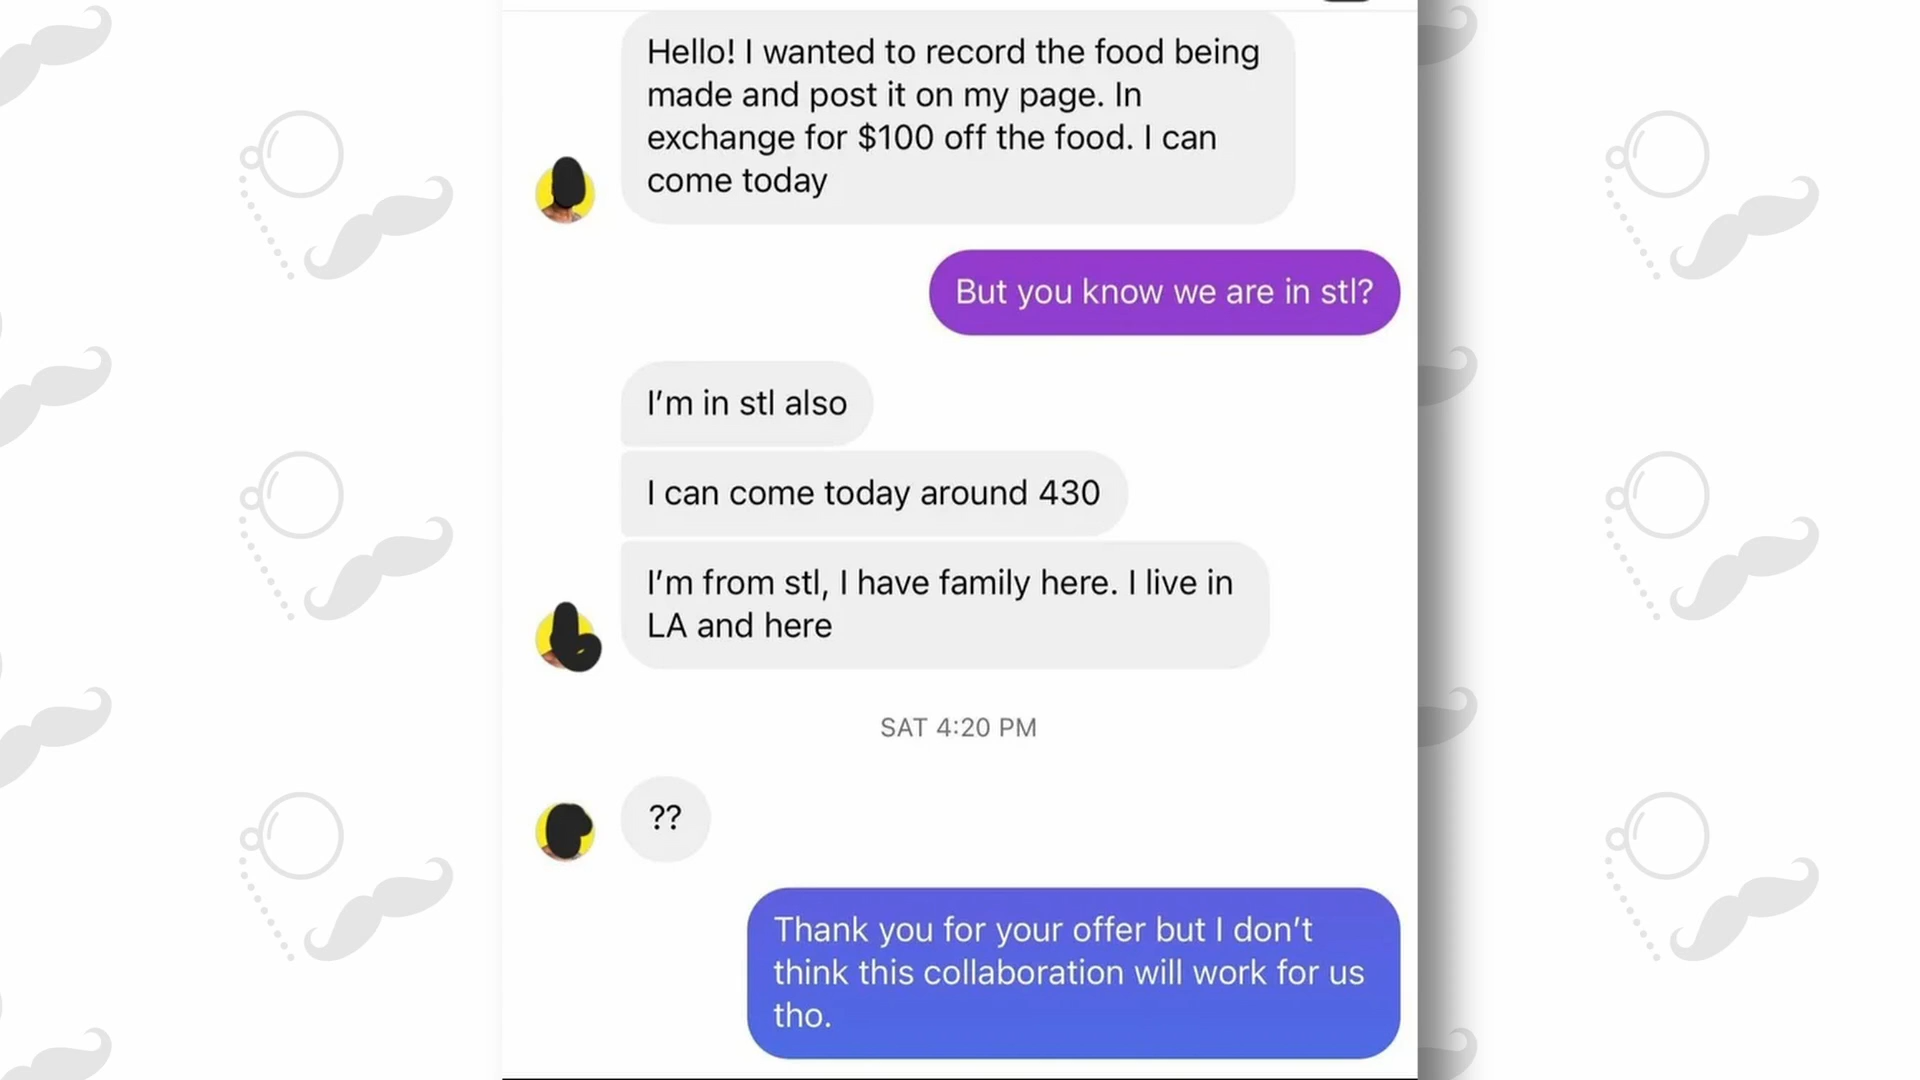 Hello! I wanted to record the food being
made and post it on my page. In
exchange for $100 off the food. I can
come today
But you know we are in stl?
I’m in stl also
I can come today around 430
I’m from stl, I have family here. I live in
LA and here
SAT 4:20 PM
??
Thank you for your offer but I don’t
think this collaboration will work for us
tho.